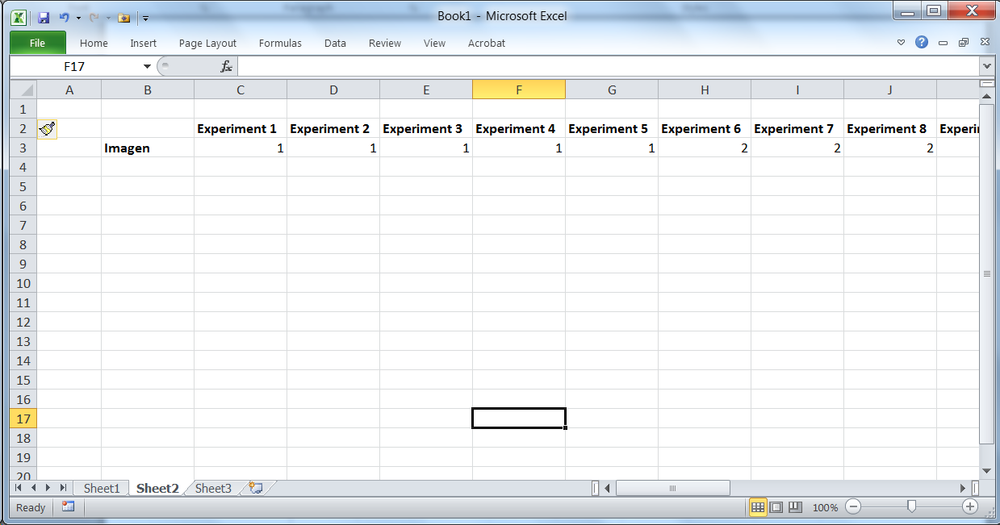 Book1 - Microsoft Excel
File Home Insert Page Layout Formulas Data Review View Acrobat
F17 fx
A B C D E F G H I J
1
2 Experiment 1 Experiment 2 Experiment 3 Experiment 4 Experiment 5 Experiment 6 Experiment 7 Experiment 8 Experi
3 Imagen 1 1 1 1 1 2 2 2
4
5
6
7
8
9
10
11
12
13
14
15
16
17
18
19
20
Sheet1 Sheet2 Sheet3
Ready 100%